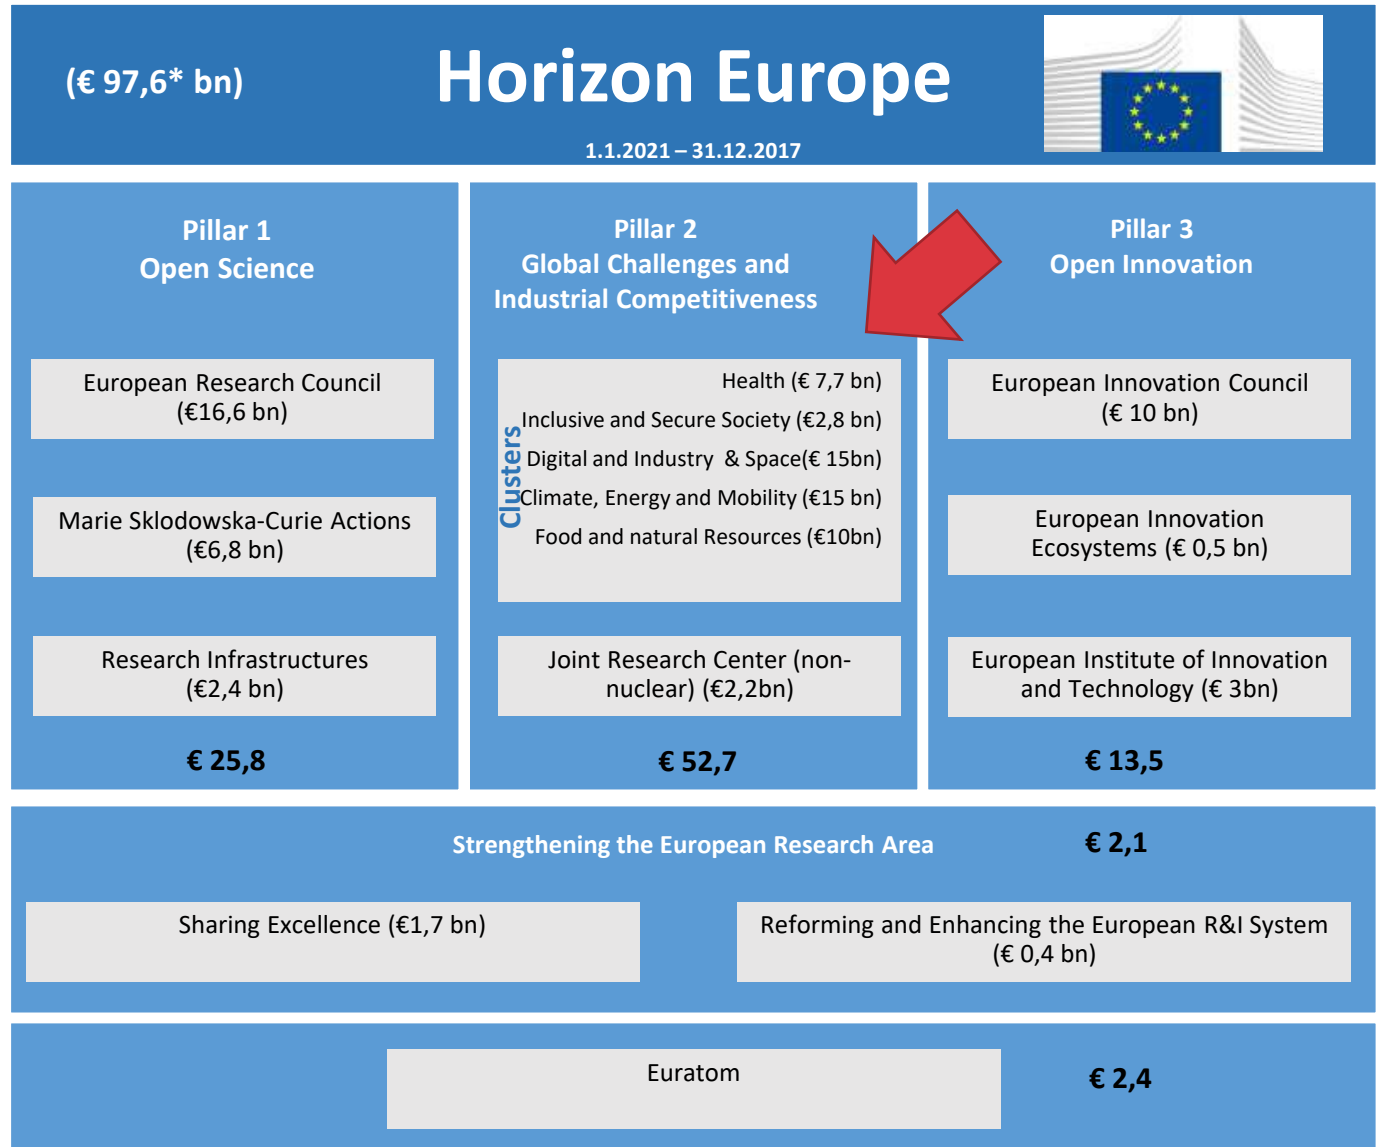 (€ 97,6* bn)
Horizon Europe
1.1.2021 – 31.12.2017
Pillar 1
Open Science
European Research Council
(€16,6 bn)
Marie Sklodowska-Curie Actions
(€6,8 bn)
Research Infrastructures
(€2,4 bn)
€ 25,8
Pillar 2
Global Challenges and
Industrial Competitiveness
Clusters
Health (€ 7,7 bn)
Inclusive and Secure Society (€2,8 bn)
Digital and Industry & Space(€ 15bn)
Climate, Energy and Mobility (€15 bn)
Food and natural Resources (€10bn)
Joint Research Center (non-
nuclear) (€2,2bn)
€ 52,7
Pillar 3
Open Innovation
European Innovation Council
(€ 10 bn)
European Innovation
Ecosystems (€ 0,5 bn)
European Institute of Innovation
and Technology (€ 3bn)
€ 13,5
Strengthening the European Research Area
€ 2,1
Sharing Excellence (€1,7 bn)
Reforming and Enhancing the European R&I System
(€ 0,4 bn)
Euratom
€ 2,4